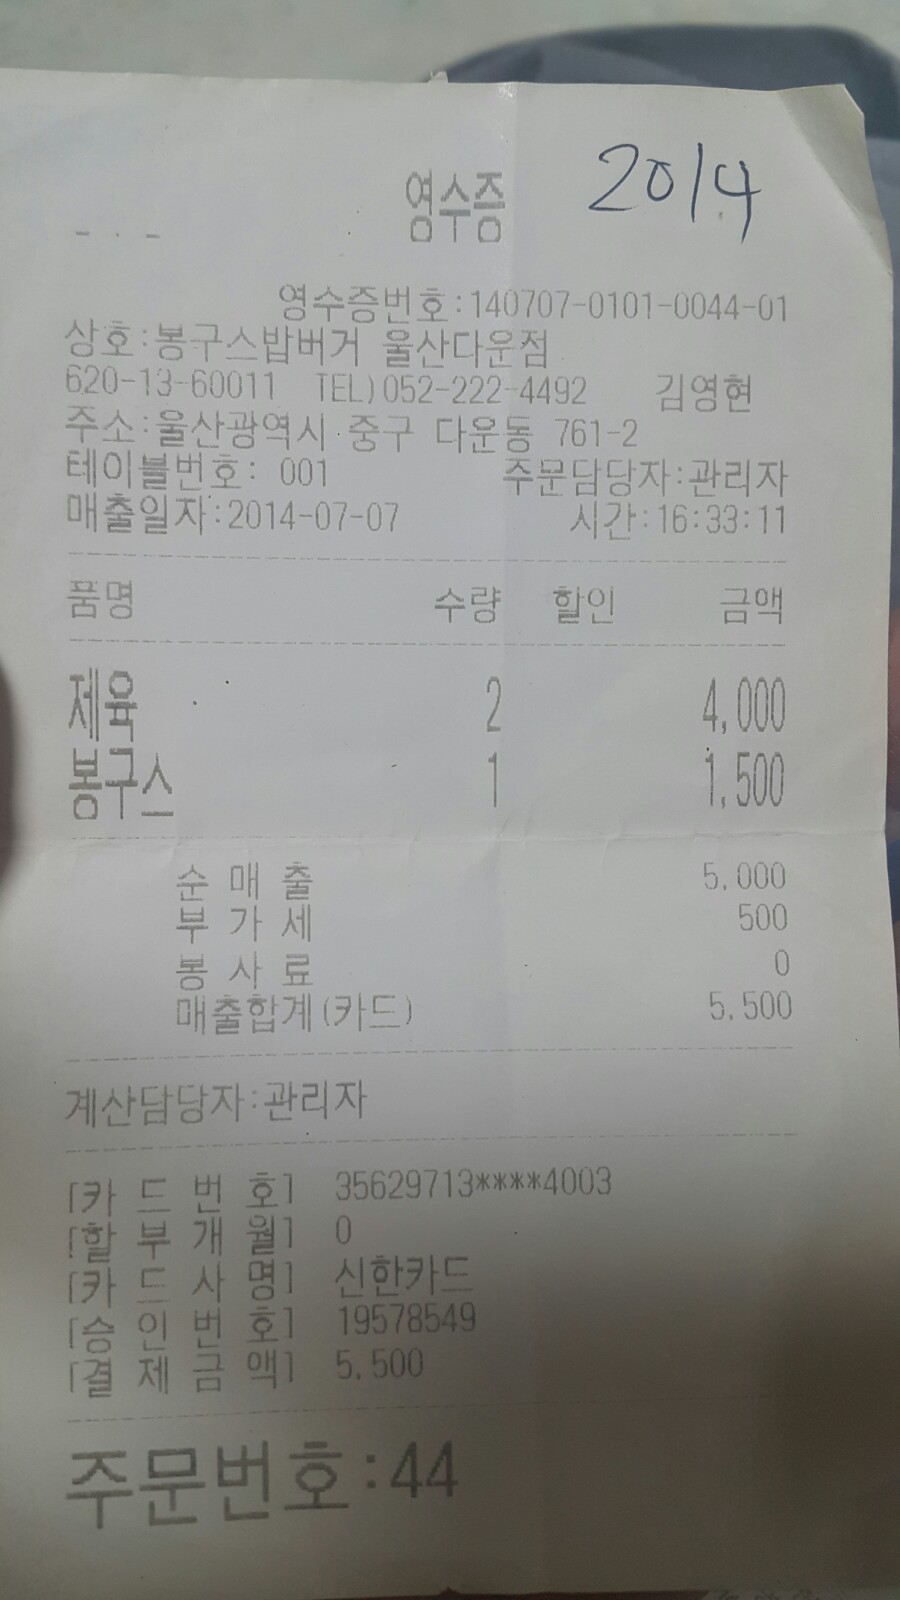 영수증 2014
- . -
영수증번호:140707-0101-0044-01
상호:봉구스밥버거 울산다운점
620-13-60011 TEL)052-222-4492 김영현
주소:울산광역시 중구 다운동 761-2
테이블번호: 001 주문담당자:관리자
매출일자:2014-07-07 시간:16:33:11
품명 수량 할인 금액
제육 2 4,000
봉구스 1 1,500
순 매 출 5,000
부 가 세 500
봉 사 료 0
매출합계(카드) 5,500
계산담당자:관리자
[카 드 번 호] 35629713****4003
[할 부 개 월] 0
[카 드 사 명] 신한카드
[승 인 번 호] 19578549
[결 제 금 액] 5,500
주문번호:44